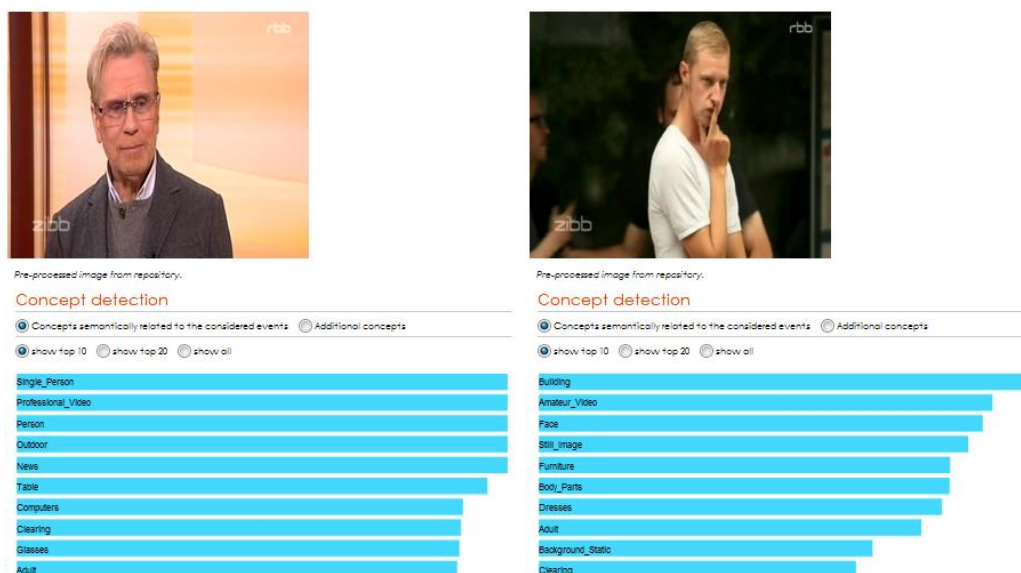 rbb
zibb
Pre-processed image from repository.
Concept detection
Concepts semantically related to the considered events Additional concepts
show top 10 show top 20 show all
Single_Person
Professional_Video
Person
Outdoor
News
Table
Computers
Clearing
Glasses
Adult
rbb
zibb
Pre-processed image from repository.
Concept detection
Concepts semantically related to the considered events Additional concepts
show top 10 show top 20 show all
Building
Amateur_Video
Face
Still_Image
Furniture
Body_Parts
Dresses
Adult
Background_Static
Clearing